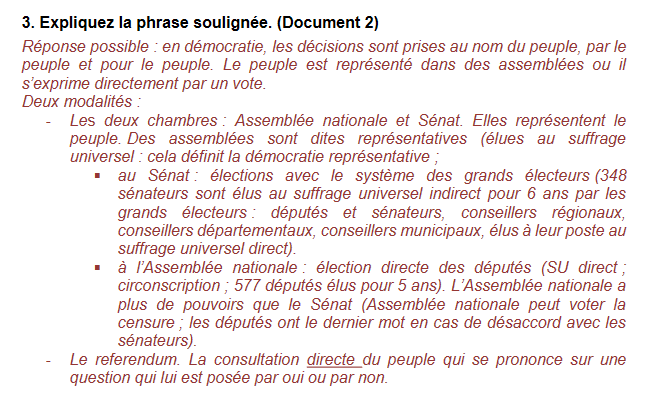 3. Expliquez la phrase soulignée. (Document 2)
Réponse possible : en démocratie, les décisions sont prises au nom du peuple, par le
peuple et pour le peuple. Le peuple est représenté dans des assemblées ou il
s'exprime directement par un vote.
Deux modalités :
- Les deux chambres : Assemblée nationale et Sénat. Elles représentent le
peuple. Des assemblées sont dites représentatives (élues au suffrage
universel : cela définit la démocratie représentative ;
▪ au Sénat : élections avec le système des grands électeurs (348
sénateurs sont élus au suffrage universel indirect pour 6 ans par les
grands électeurs : députés et sénateurs, conseillers régionaux,
conseillers départementaux, conseillers municipaux, élus à leur poste au
suffrage universel direct).
▪ à l'Assemblée nationale : élection directe des députés (SU direct ;
circonscription ; 577 députés élus pour 5 ans). L'Assemblée nationale a
plus de pouvoirs que le Sénat (Assemblée nationale peut voter la
censure ; les députés ont le dernier mot en cas de désaccord avec les
sénateurs).
- Le referendum. La consultation directe du peuple qui se prononce sur une
question qui lui est posée par oui ou par non.